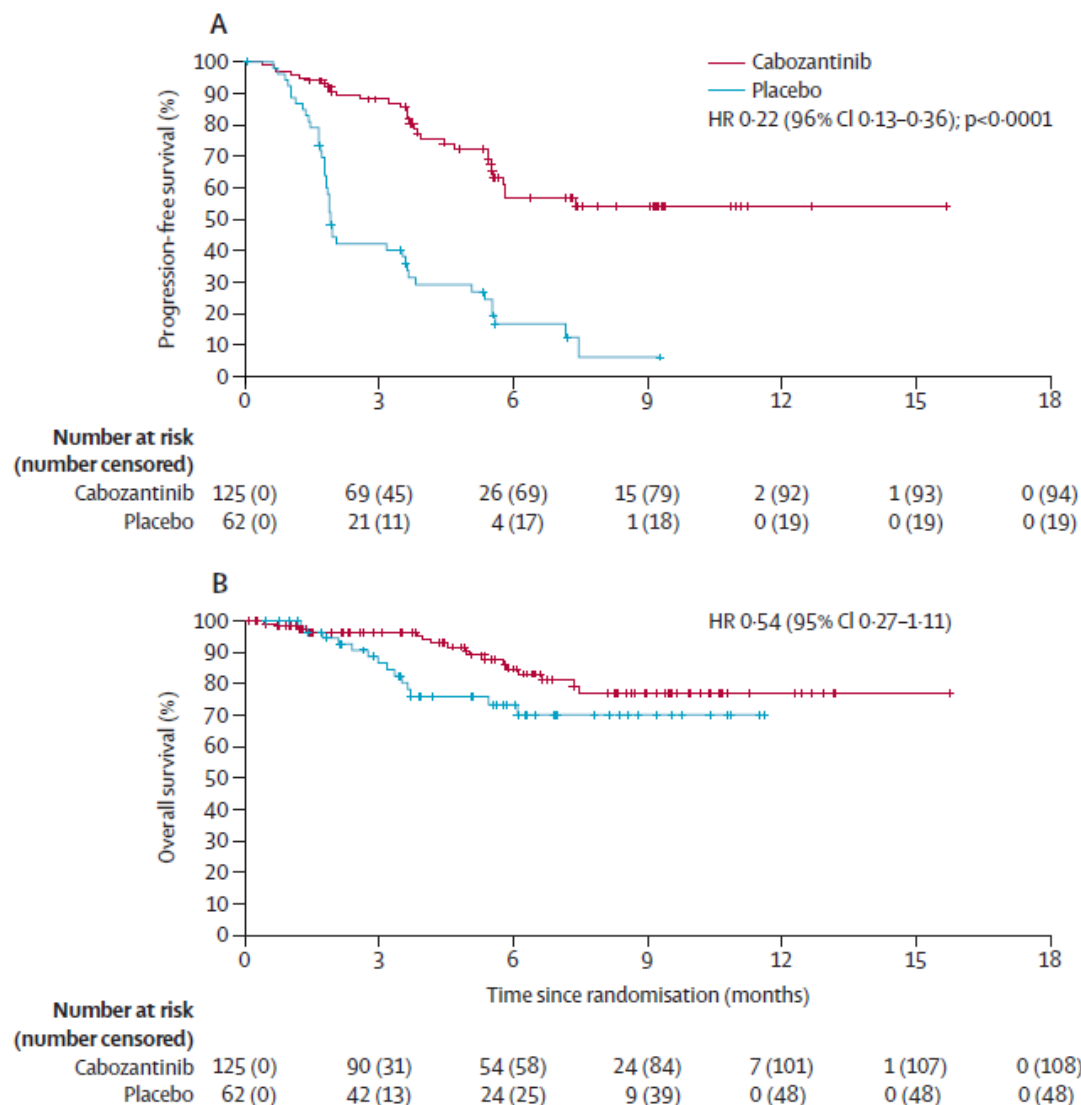 A
Cabozantinib
Placebo
HR 0·22 (96% CI 0·13–0·36); p<0·0001
Progression-free survival (%)
100
90
80
70
60
50
40
30
20
10
0
0 3 6 9 12 15 18
Number at risk
(number censored)
Cabozantinib 125 (0) 69 (45) 26 (69) 15 (79) 2 (92) 1 (93) 0 (94)
Placebo 62 (0) 21 (11) 4 (17) 1 (18) 0 (19) 0 (19) 0 (19)
B
HR 0·54 (95% CI 0·27–1·11)
Overall survival (%)
100
90
80
70
60
50
40
30
20
10
0
0 3 6 9 12 15 18
Time since randomisation (months)
Number at risk
(number censored)
Cabozantinib 125 (0) 90 (31) 54 (58) 24 (84) 7 (101) 1 (107) 0 (108)
Placebo 62 (0) 42 (13) 24 (25) 9 (39) 0 (48) 0 (48) 0 (48)